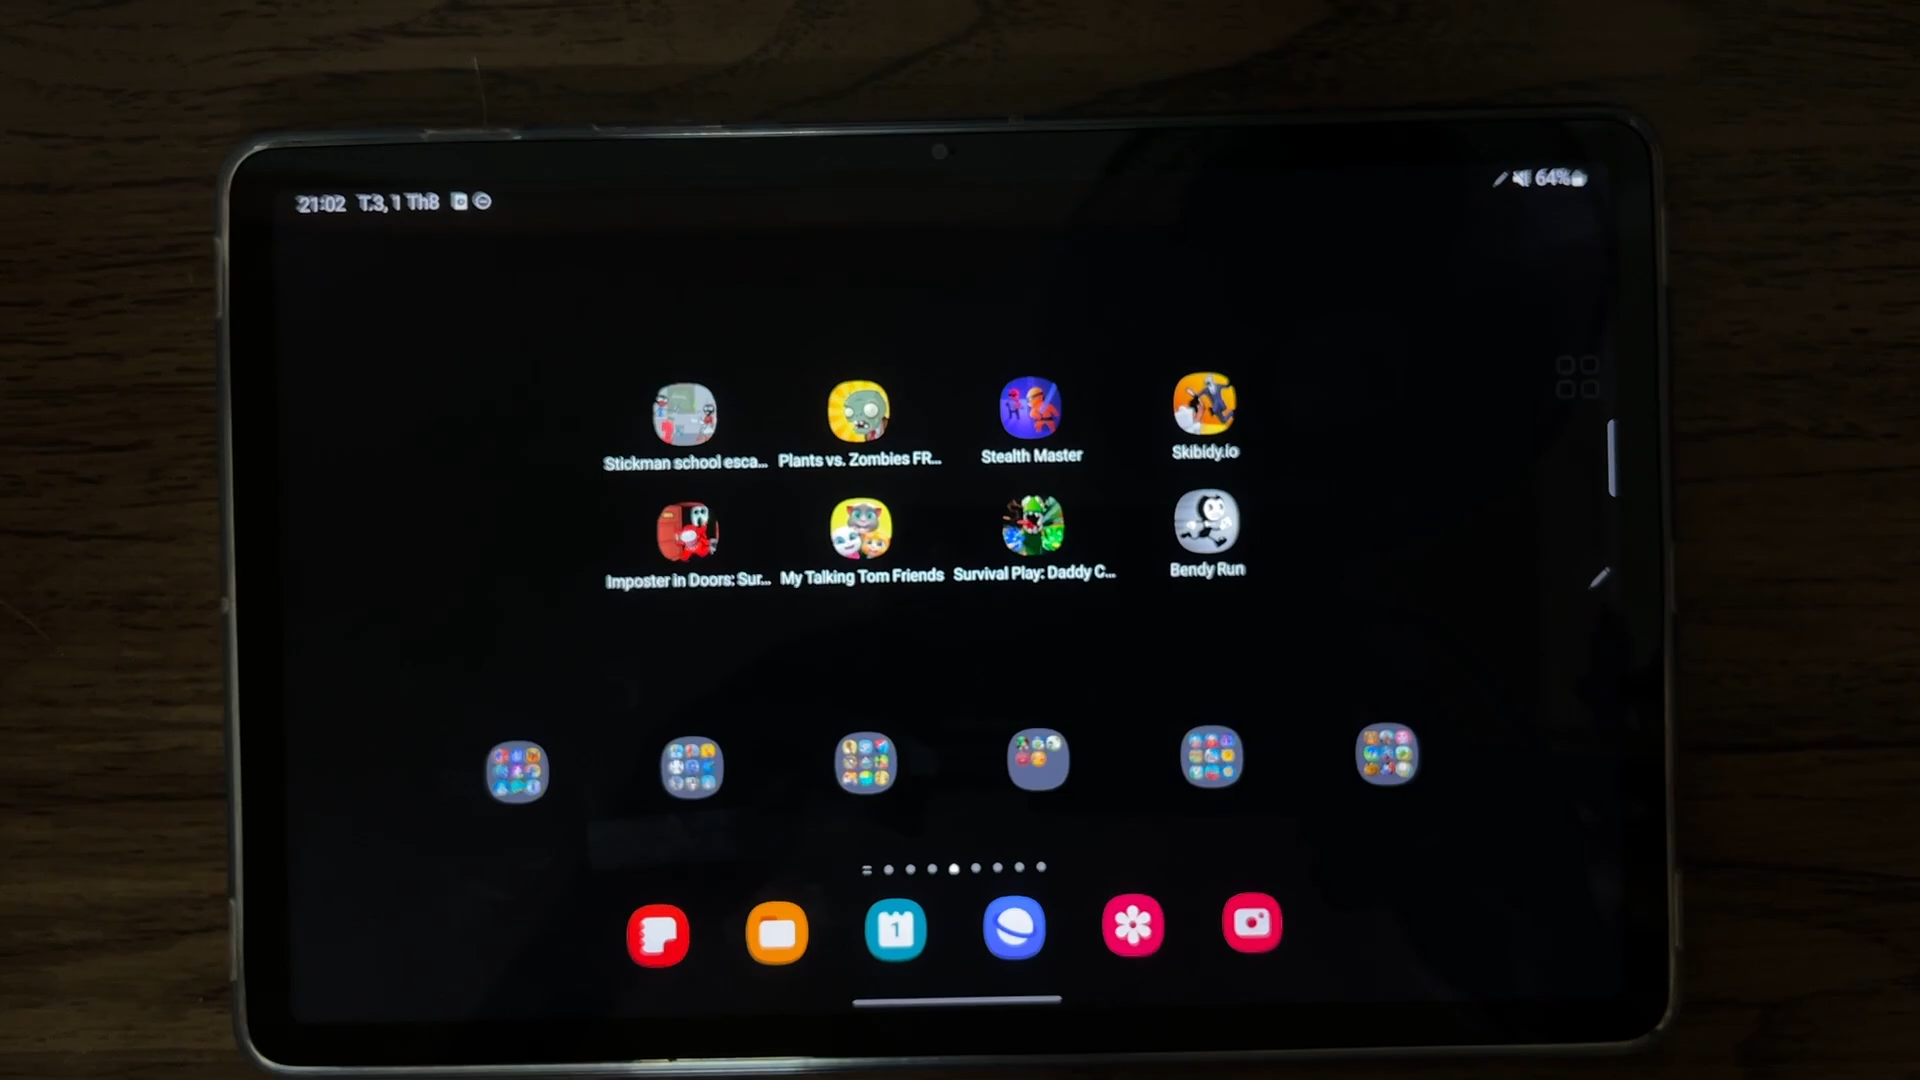 21:02 T.3, 1 Th8
64%
Stickman school esca... Plants vs. Zombies FR... Stealth Master Skibidy.io
Imposter in Doors: Sur... My Talking Tom Friends Survival Play: Daddy C... Bendy Run
1